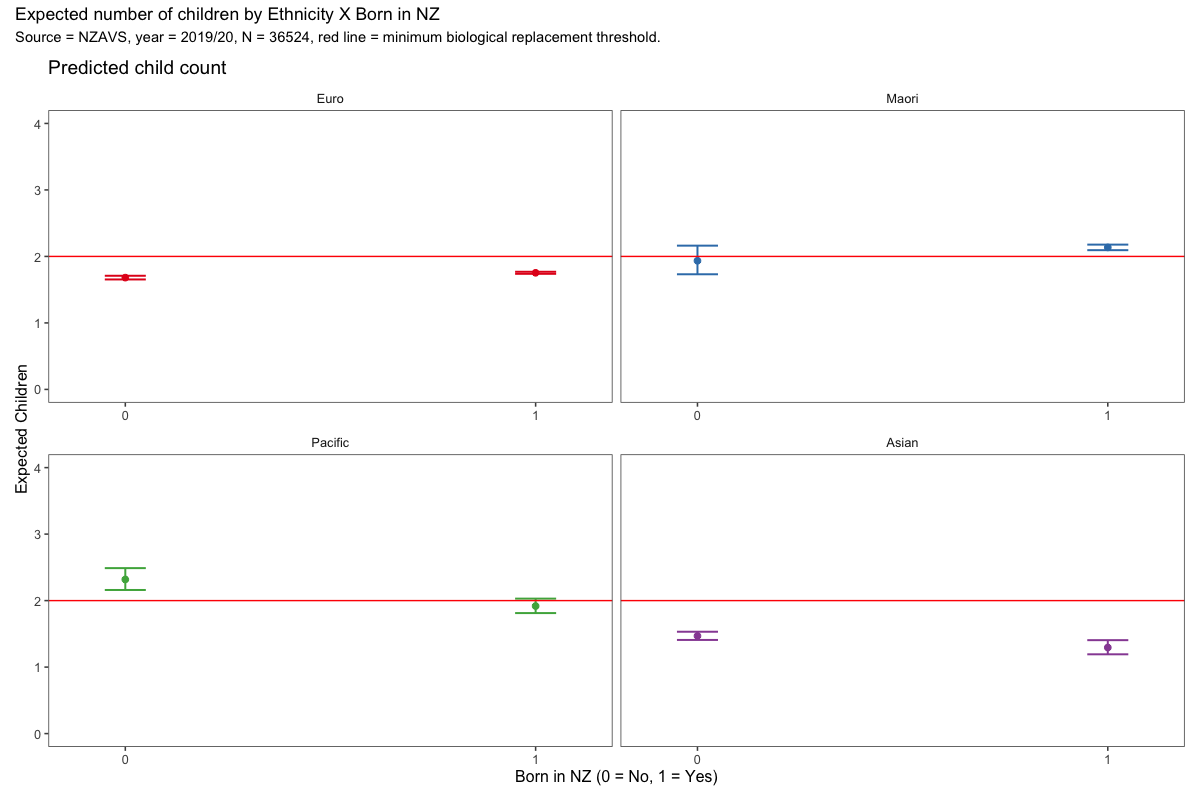 Expected number of children by Ethnicity X Born in NZ
Source = NZAVS, year = 2019/20, N = 36524, red line = minimum biological replacement threshold.
Predicted child count
Euro
Maori
4
3
2
1
0
0
1
0
1
Expected Children
Pacific
Asian
4
3
2
1
0
0
1
0
1
Born in NZ (0 = No, 1 = Yes)